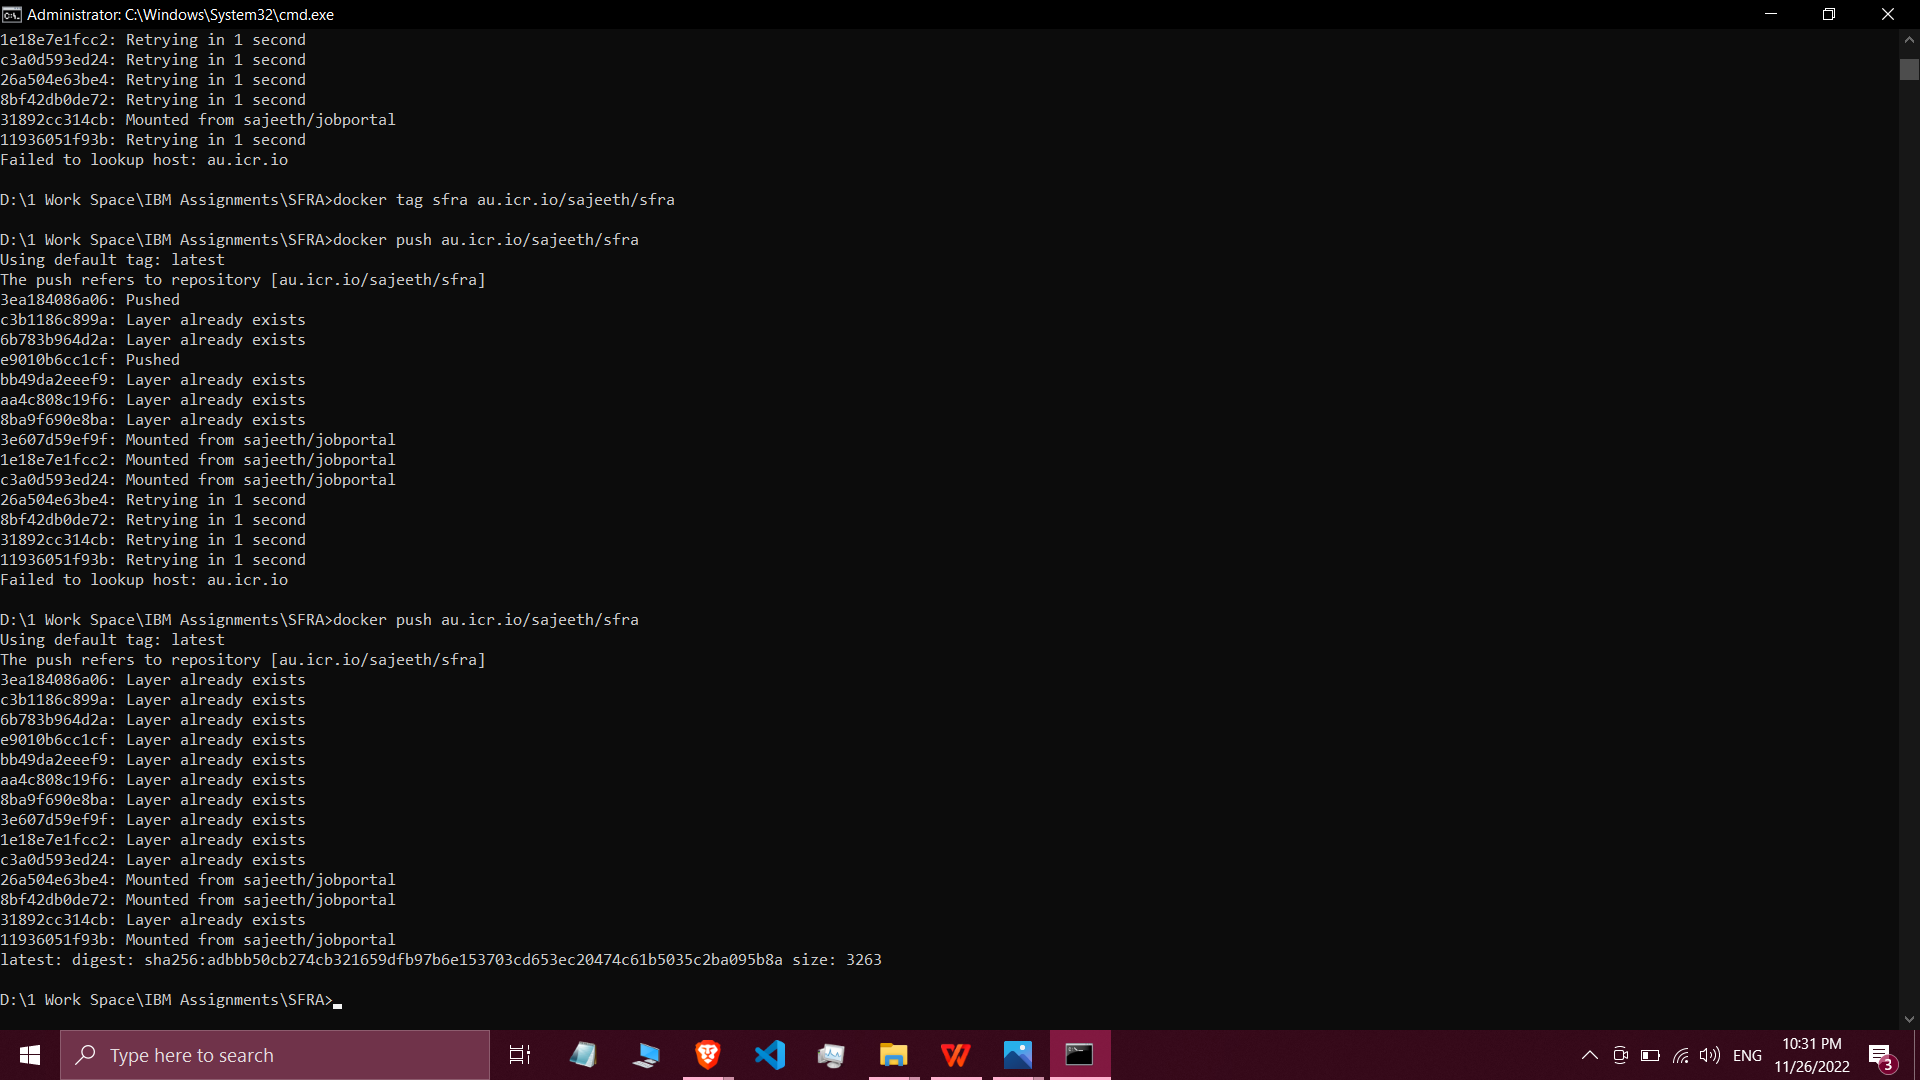 Administrator: C:\Windows\System32\cmd.exe
1e18e7e1fcc2: Retrying in 1 second
c3a0d593ed24: Retrying in 1 second
26a504e63be4: Retrying in 1 second
8bf42db0de72: Retrying in 1 second
31892cc314cb: Mounted from sajeeth/jobportal
11936051f93b: Retrying in 1 second
Failed to lookup host: au.icr.io
D:\1 Work Space\IBM Assignments\SFRA>docker tag sfra au.icr.io/sajeeth/sfra
D:\1 Work Space\IBM Assignments\SFRA>docker push au.icr.io/sajeeth/sfra
Using default tag: latest
The push refers to repository [au.icr.io/sajeeth/sfra]
3ea184086a06: Pushed
c3b1186c899a: Layer already exists
6b783b964d2a: Layer already exists
e9010b6cc1cf: Pushed
bb49da2eeef9: Layer already exists
aa4c808c19f6: Layer already exists
8ba9f690e8ba: Layer already exists
3e607d59ef9f: Mounted from sajeeth/jobportal
1e18e7e1fcc2: Mounted from sajeeth/jobportal
c3a0d593ed24: Mounted from sajeeth/jobportal
26a504e63be4: Retrying in 1 second
8bf42db0de72: Retrying in 1 second
31892cc314cb: Retrying in 1 second
11936051f93b: Retrying in 1 second
Failed to lookup host: au.icr.io
D:\1 Work Space\IBM Assignments\SFRA>docker push au.icr.io/sajeeth/sfra
Using default tag: latest
The push refers to repository [au.icr.io/sajeeth/sfra]
3ea184086a06: Layer already exists
c3b1186c899a: Layer already exists
6b783b964d2a: Layer already exists
e9010b6cc1cf: Layer already exists
bb49da2eeef9: Layer already exists
aa4c808c19f6: Layer already exists
8ba9f690e8ba: Layer already exists
3e607d59ef9f: Layer already exists
1e18e7e1fcc2: Layer already exists
c3a0d593ed24: Layer already exists
26a504e63be4: Mounted from sajeeth/jobportal
8bf42db0de72: Mounted from sajeeth/jobportal
31892cc314cb: Layer already exists
11936051f93b: Mounted from sajeeth/jobportal
latest: digest: sha256:adbbb50cb274cb321659dfb97b6e153703cd653ec20474c61b5035c2ba095b8a size: 3263
D:\1 Work Space\IBM Assignments\SFRA>
Type here to search
ENG
10:31 PM
11/26/2022
3